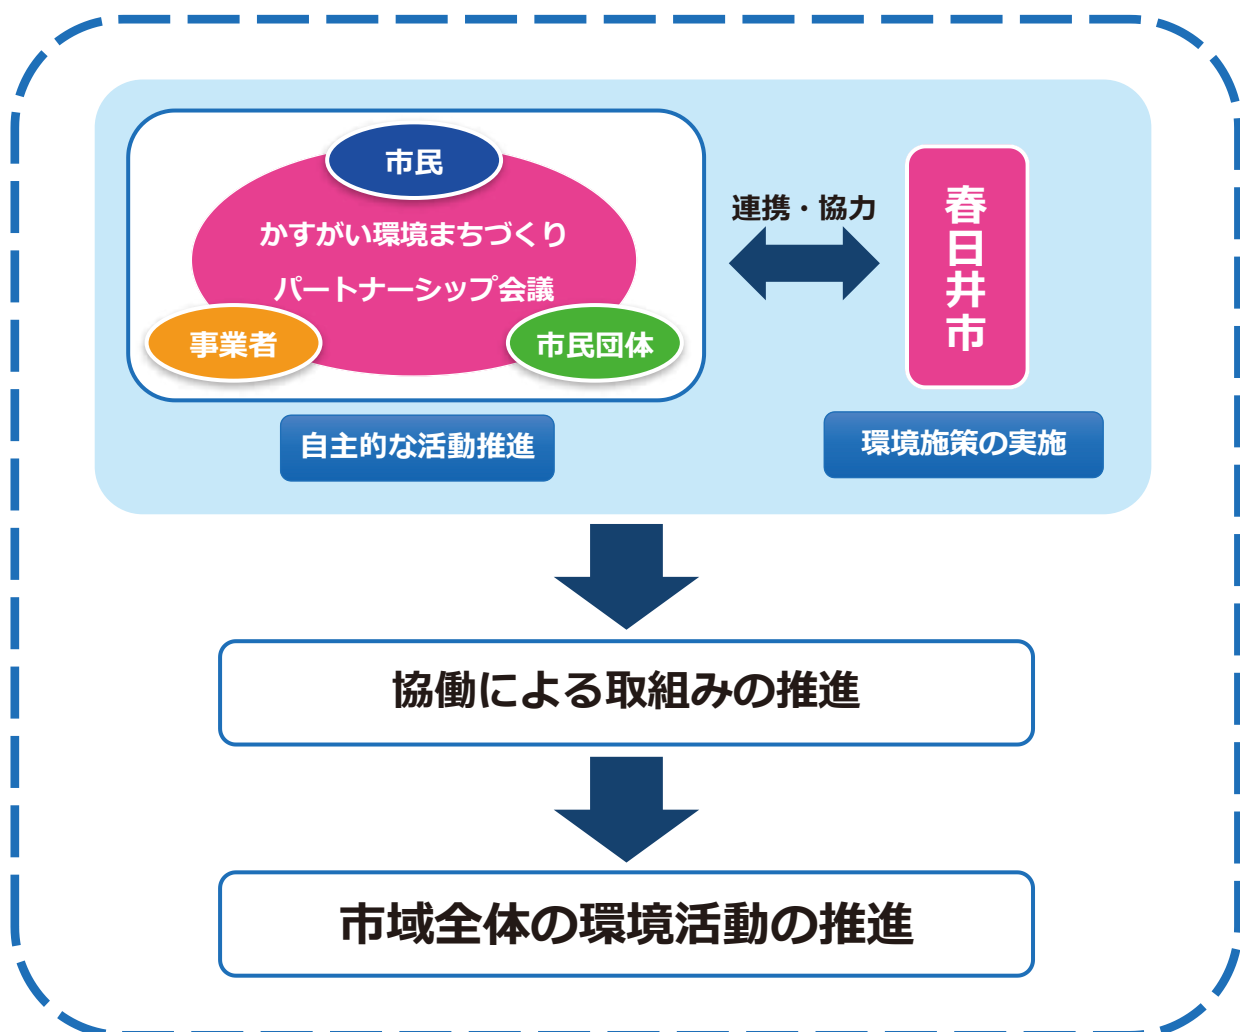 市民
かすがい環境まちづくり
パートナーシップ会議
事業者
市民団体
連携・協力
春日井市
自主的な活動推進
環境施策の実施
協働による取組みの推進
市域全体の環境活動の推進